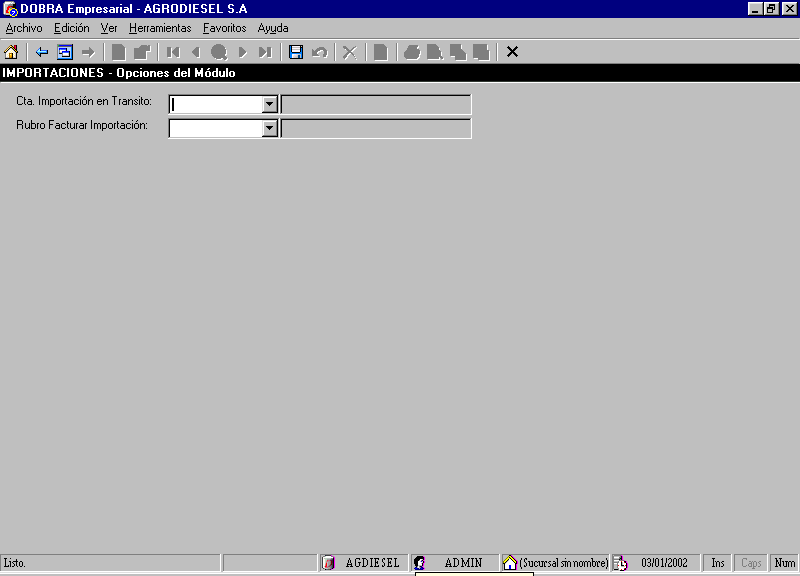 DOBRA Empresarial - AGRODIESEL S.A
Archivo Edición Ver Herramientas Favoritos Ayuda
IMPORTACIONES - Opciones del Módulo
Cta. Importación en Transito:
Rubro Facturar Importación:
Listo. AGDIESEL ADMIN (Sucursal sin nombre) 03/01/2002 Ins Caps Num